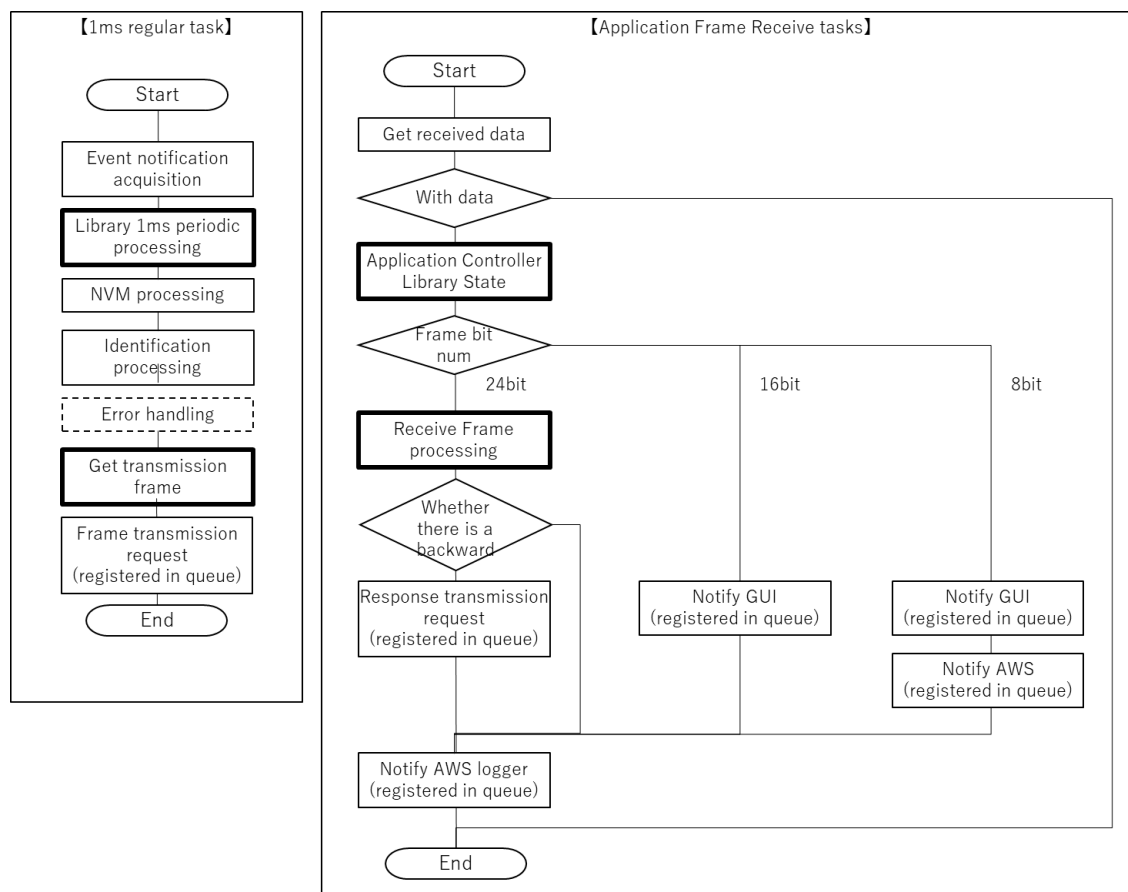 【1ms regular task】
Start
Event notification
acquisition
Library 1ms periodic
processing
NVM processing
Identification
processing
Error handling
Get transmission
frame
Frame transmission
request
(registered in queue)
End
【Application Frame Receive tasks】
Start
Get received data
With data
Application Controller
Library State
Frame bit
num
24bit
16bit
8bit
Receive Frame
processing
Whether
there is a
backward
Response transmission
request
(registered in queue)
Notify GUI
(registered in queue)
Notify GUI
(registered in queue)
Notify AWS
(registered in queue)
Notify AWS logger
(registered in queue)
End